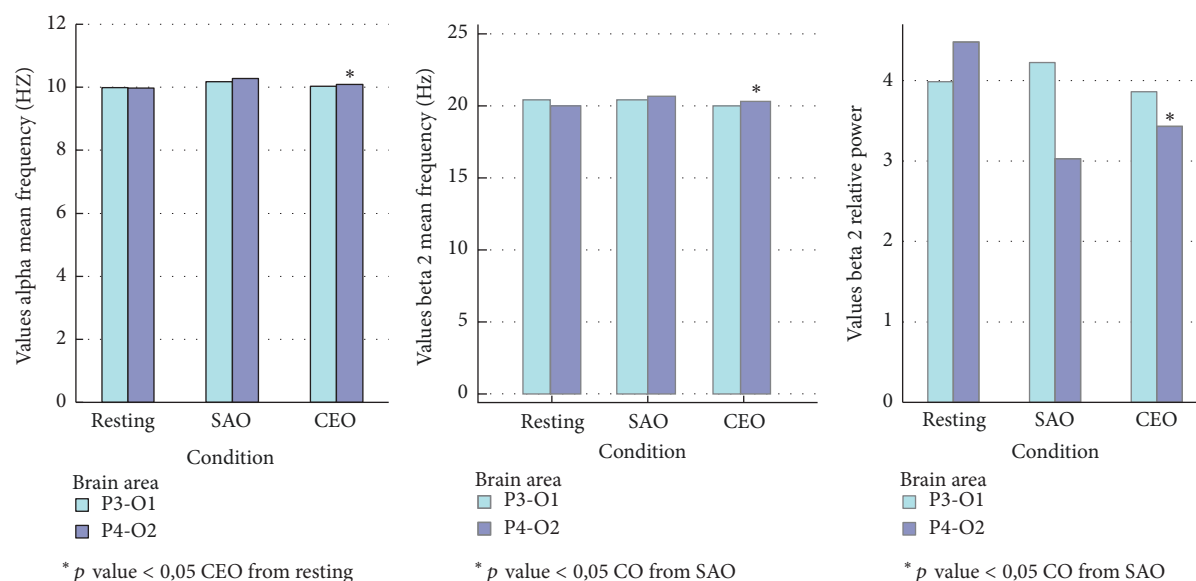 Values alpha mean frequency (HZ)
12
10
8
6
4
2
0
Resting SAO CEO
Condition
Brain area
P3-O1
P4-O2
*
* p value < 0,05 CEO from resting
Values beta 2 mean frequency (Hz)
25
20
15
10
5
0
Resting SAO CEO
Condition
Brain area
P3-O1
P4-O2
*
* p value < 0,05 CO from SAO
Values beta 2 relative power
4
3
2
1
0
Resting SAO CEO
Condition
Brain area
P3-O1
P4-O2
*
* p value < 0,05 CO from SAO